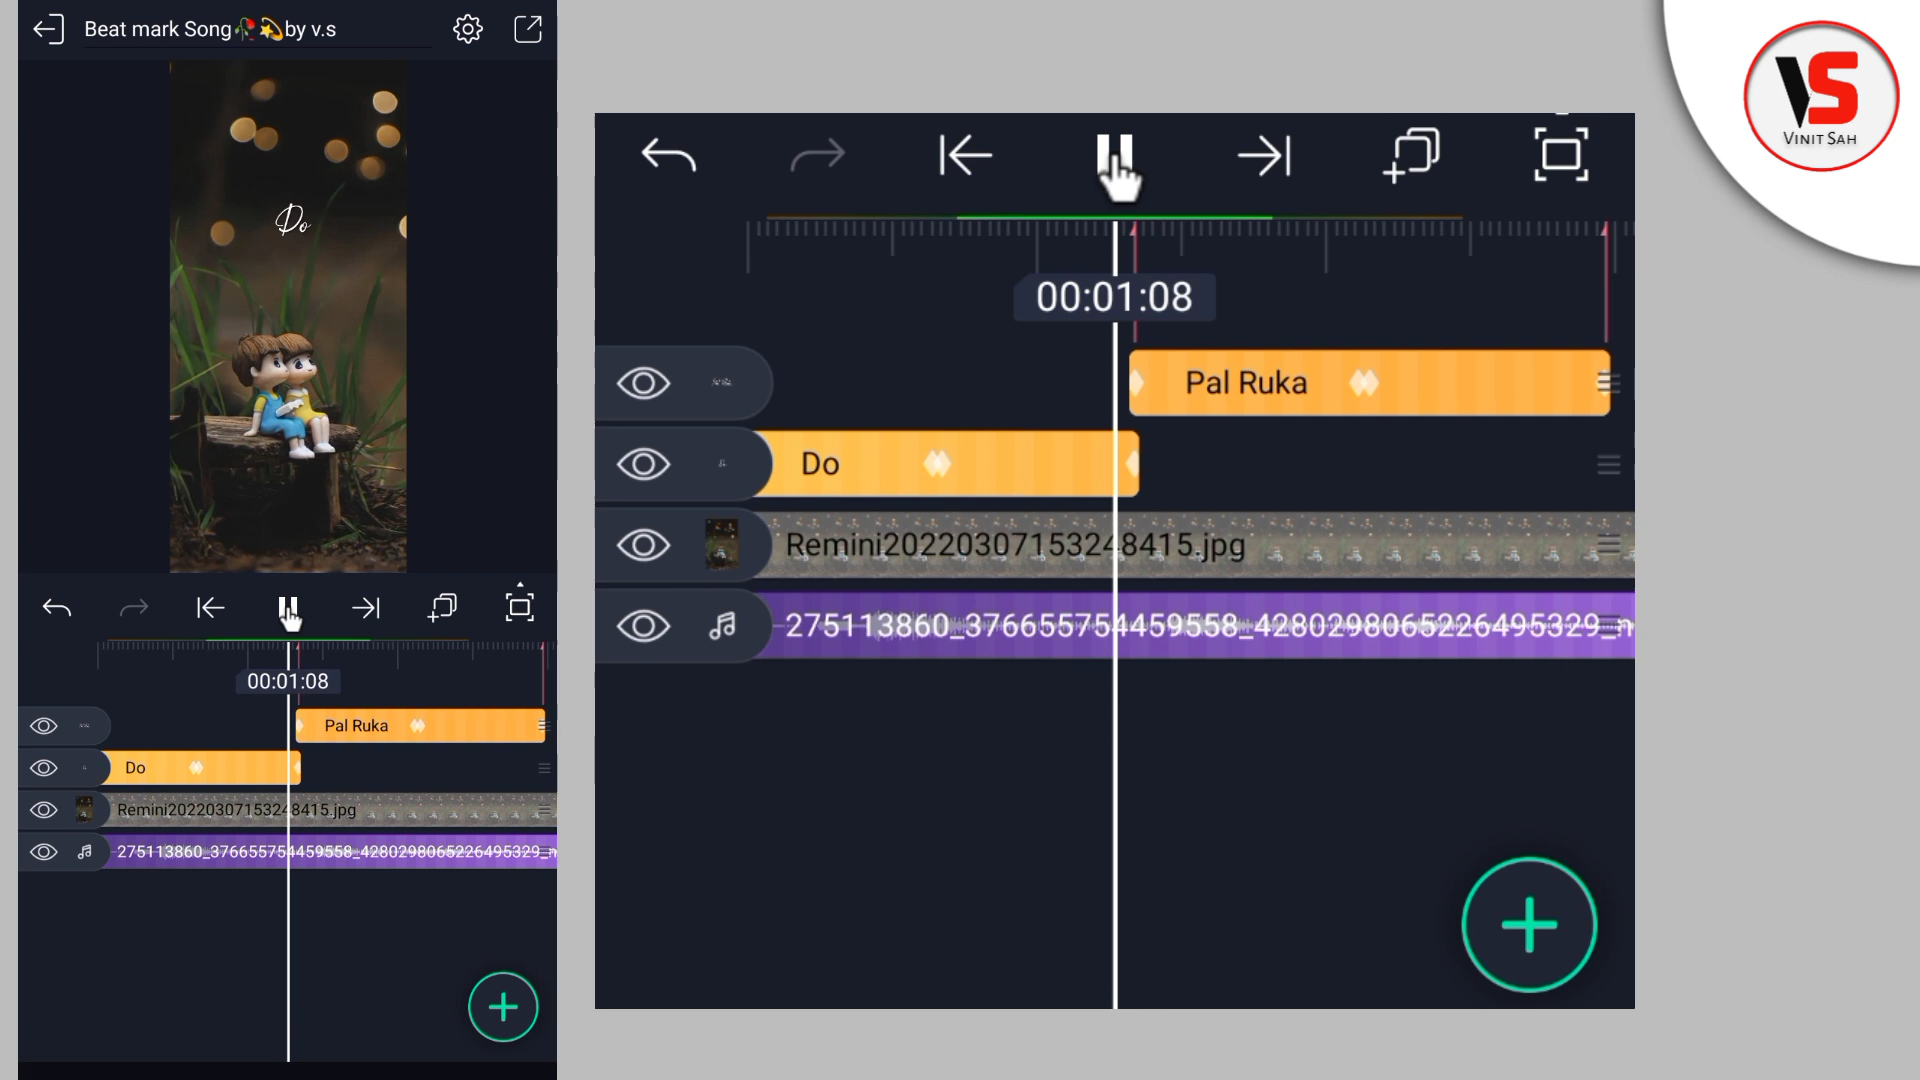 Beat mark Song🥀💫by v.s
Do
00:01:08
Pal Ruka
Do
Remini20220307153248415.jpg
275113860_376655754459558_4280298065226495329_n
00:01:08
Pal Ruka
Do
Remini20220307153248415.jpg
275113860_376655754459558_4280298065226495329_n
VS
VINIT SAH